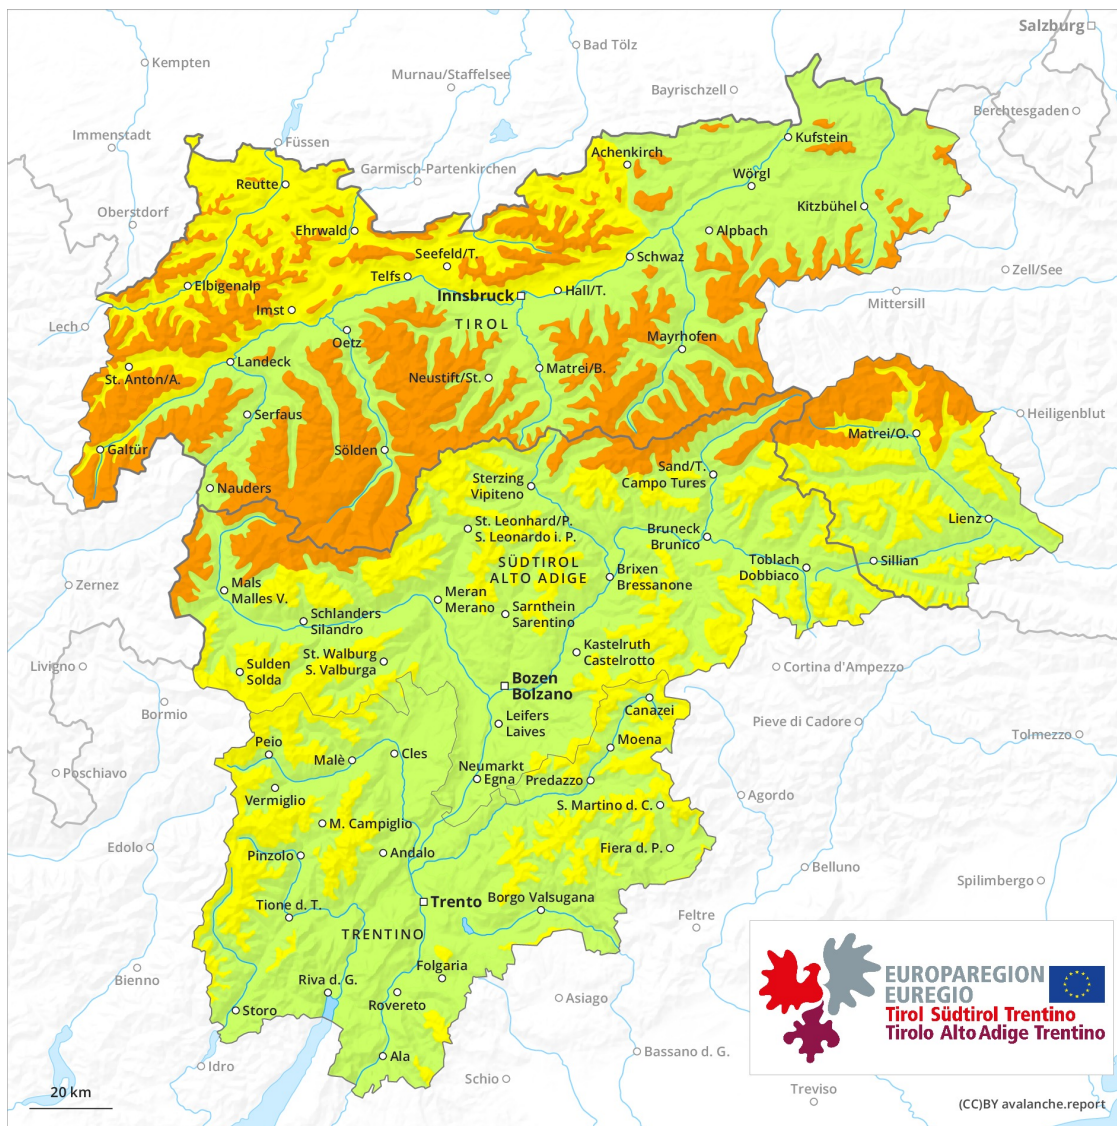 Salzburg
Bad Tölz
Kempten
Murnau/Staffelsee
Bayrischzell
Berchtesgaden
Immenstadt
Füssen
Kufstein
Achenkirch
Garmisch-Partenkirchen
Wörgl
Reutte
Oberstdorf
Kitzbühel
Ehrwald
Alpbach
Seefeld/T.
Schwaz
Telfs
Zell/See
Elbigenalp
Innsbruck
Hall/T.
Mittersill
Imst
TIROL
Lech
Oetz
Mayrhofen
Landeck
Matrei/B.
St. Anton/A.
Neustift/St.
Serfaus
Heiligenblut
Matrei/O.
Galtür
Sölden
Sand/T.
Campo Tures
Sterzing
Vipiteno
Nauders
Lienz
St. Leonhard/P.
S. Leonardo i. P.
Bruneck
Brunico
SÜDTIROL
ALTO ADIGE
Toblach
Dobbiaco
Sillian
Brixen
Bressanone
Zernez
Mals
Malles V.
Meran
Merano
Sarnthein
Sarentino
Schlanders
Silandro
Kastelruth
Castelrotto
St. Walburg
S. Valburga
Livigno
Sulden
Solda
Cortina d'Ampezzo
Bozen
Bolzano
Canazei
Bormio
Leifers
Laives
Pieve di Cadore
Tolmezzo
Peio
Moena
Cles
Malè
Poschiavo
Neumarkt
Egna
Predazzo
Vermiglio
Agordo
S. Martino d. C.
M. Campiglio
Edolo
Pinzolo
Andalo
Fiera d. P.
Belluno
Spilimbergo
Trento
Borgo Valsugana
Tione d. T.
Feltre
TRENTINO
Folgaria
Bienno
Riva d. G.
Rovereto
Asiago
Storo
EUROPAREGION
EUREGIO
Tirol Südtirol Trentino
Tirolo Alto Adige Trentino
Ala
Bassano d. G.
Idro
Schio
Treviso
20 km
(CC)BY avalanche.report